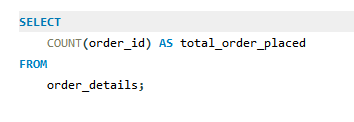 SELECT
    COUNT(order_id) AS total_order_placed
FROM
    order_details;